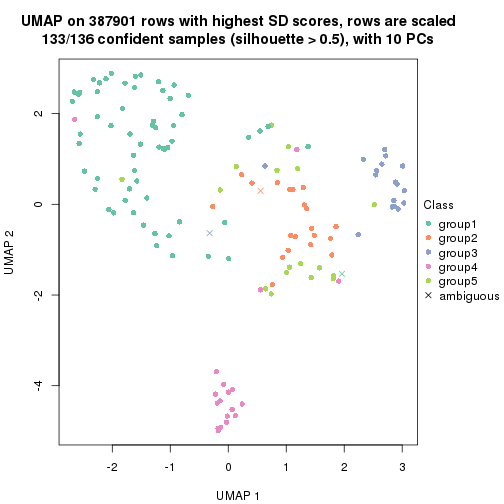 UMAP on 387901 rows with highest SD scores, rows are scaled
133/136 confident samples (silhouette > 0.5), with 10 PCs
2
0
-2
-4
UMAP 2
-2
-1
0
1
2
3
UMAP 1
Class
group1
group2
group3
group4
group5
ambiguous